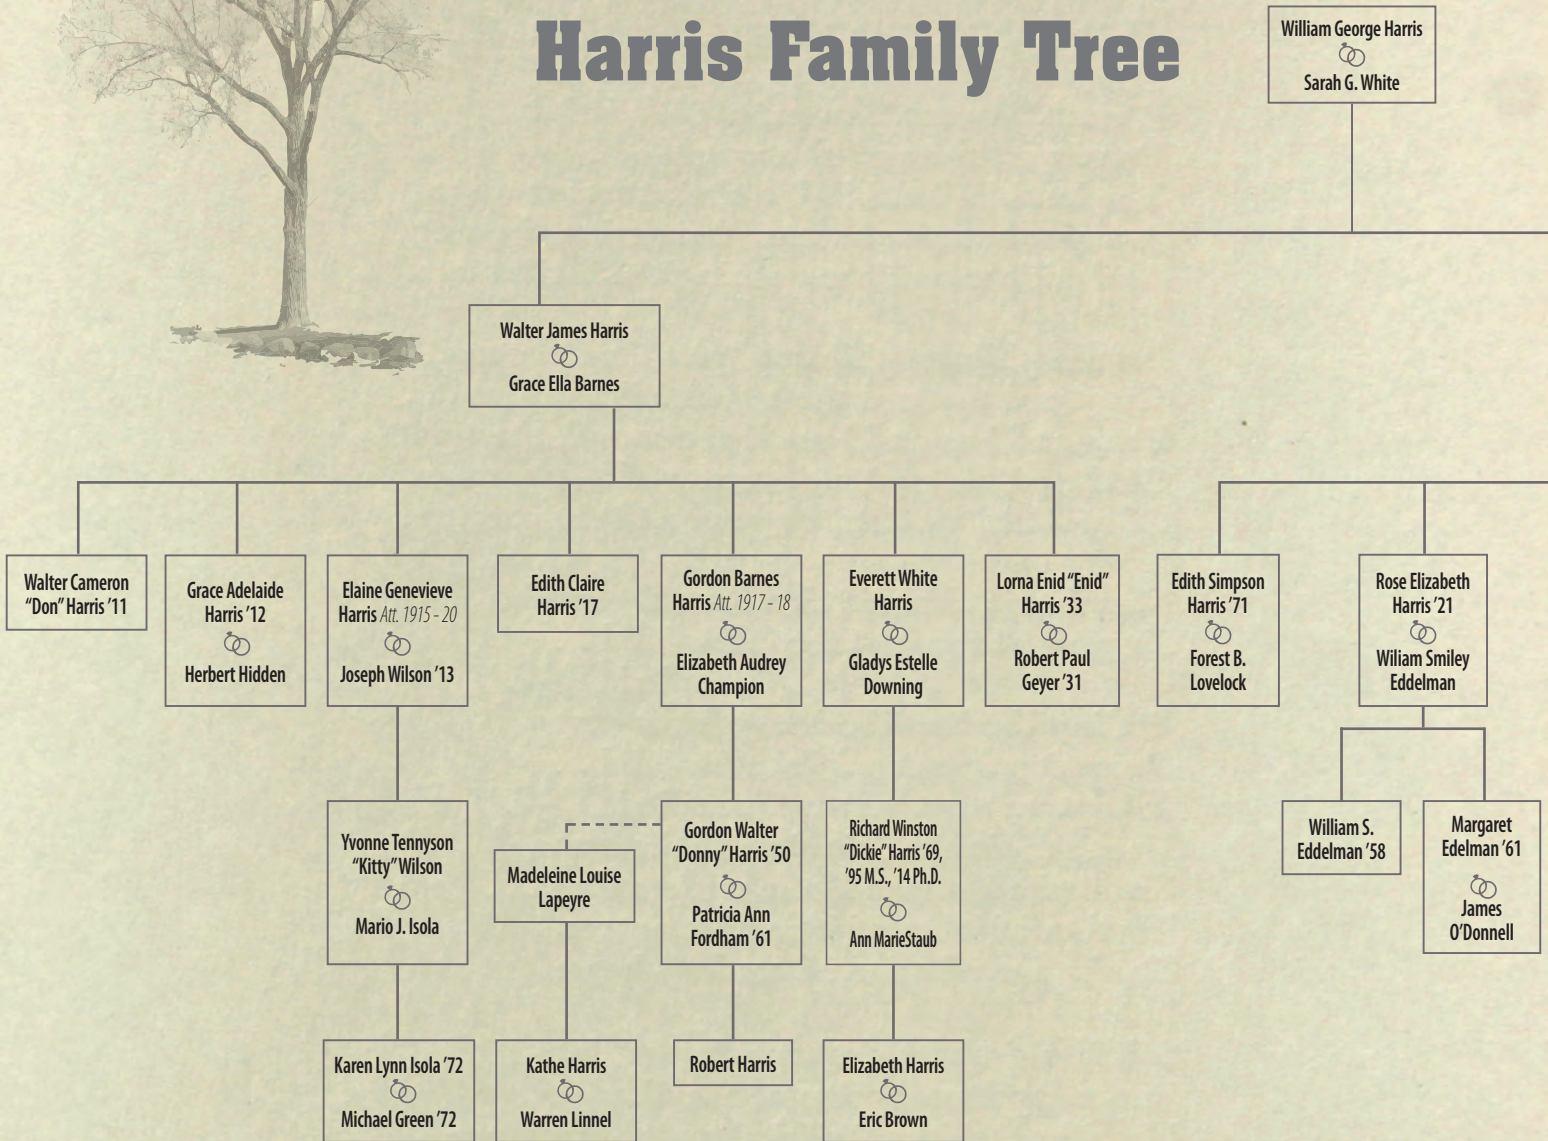 Harris Family Tree
William George Harris
Sarah G. White
Walter James Harris
Grace Ella Barnes
Walter Cameron
“Don” Harris ’11
Grace Adelaide
Harris ’12
Herbert Hidden
Elaine Genevieve
Harris Att. 1915 - 20
Joseph Wilson ’13
Edith Claire
Harris ’17
Gordon Barnes
Harris Att. 1917 - 18
Elizabeth Audrey
Champion
Everett White
Harris
Gladys Estelle
Downing
Lorna Enid “Enid”
Harris ’33
Robert Paul
Geyer ’31
Edith Simpson
Harris ’71
Forest B.
Lovelock
Rose Elizabeth
Harris ’21
Wiliam Smiley
Eddelman
Yvonne Tennyson
“Kitty” Wilson
Mario J. Isola
Madeleine Louise
Lapeyre
Gordon Walter
“Donny” Harris ’50
Patricia Ann
Fordham ’61
Richard Winston
“Dickie” Harris ’69,
’95 M.S., ’14 Ph.D.
Ann MarieStaub
William S.
Eddelman ’58
Margaret
Edelman ’61
James
O’Donnell
Karen Lynn Isola ’72
Michael Green ’72
Kathe Harris
Warren Linnel
Robert Harris
Elizabeth Harris
Eric Brown